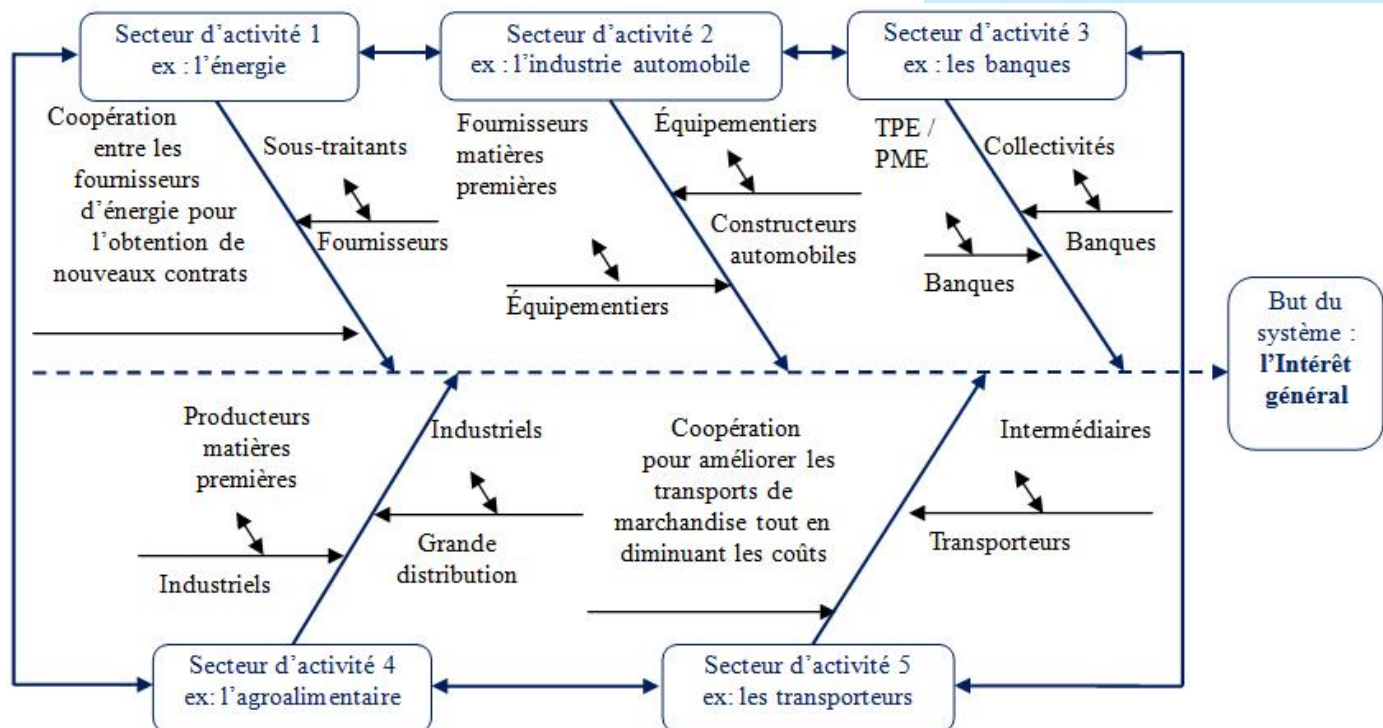 Secteur d'activité 1
ex : l'énergie
Secteur d'activité 2
ex : l'industrie automobile
Secteur d'activité 3
ex : les banques
Coopération
entre les
fournisseurs
d'énergie pour
l'obtention de
nouveaux contrats
Sous-traitants
Fournisseurs
Fournisseurs
matières
premières
Équipementiers
Équipementiers
Constructeurs
automobiles
TPE /
PME
Banques
Collectivités
Banques
But du
système :
l'Intérêt
général
Producteurs
matières
premières
Industriels
Industriels
Grande
distribution
Coopération
pour améliorer les
transports de
marchandise tout en
diminuant les coûts
Intermédiaires
Transporteurs
Secteur d'activité 4
ex: l'agroalimentaire
Secteur d'activité 5
ex: les transporteurs